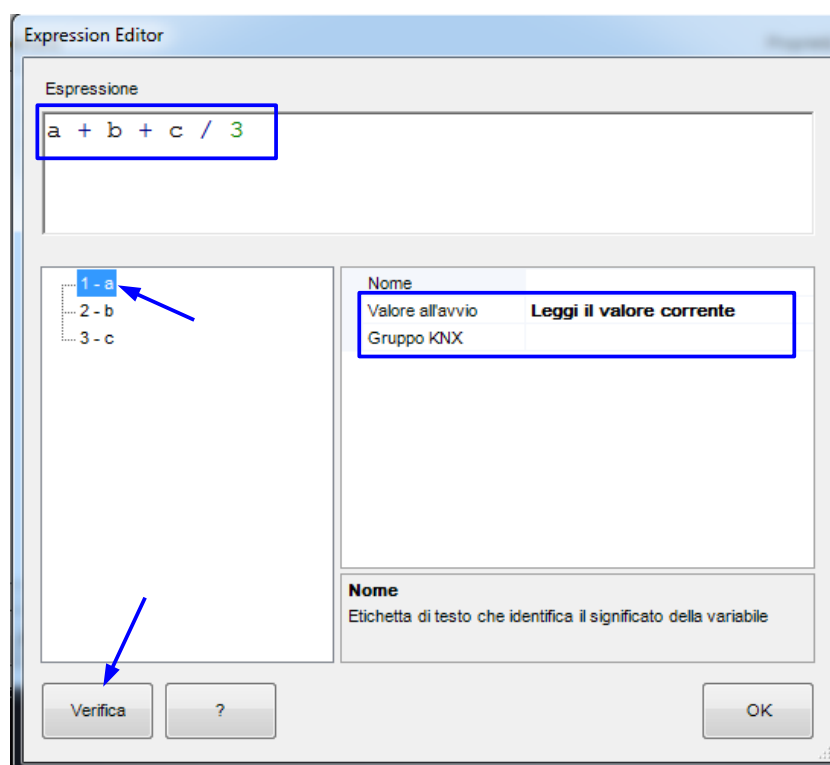 Expression Editor
Espressione
a + b + c / 3
1 - a
2 - b
3 - c
Nome
Valore all'avvio Leggi il valore corrente
Gruppo KNX
Nome
Etichetta di testo che identifica il significato della variabile
Verifica ? OK